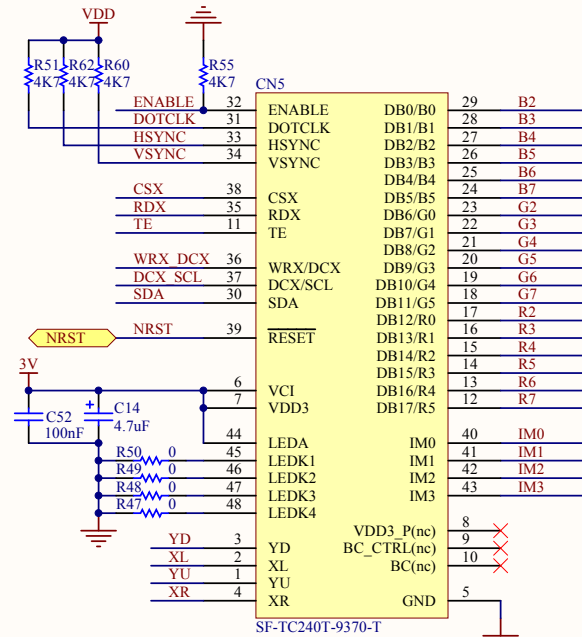 VDD
R51 R62 R60 R55
4K7 4K7 4K7 4K7
CN5
ENABLE 32 ENABLE DB0/B0 29 B2
DOTCLK 31 DOTCLK DB1/B1 28 B3
HSYNC 33 HSYNC DB2/B2 27 B4
VSYNC 34 VSYNC DB3/B3 26 B5
DB4/B4 25 B6
CSX 38 CSX DB5/B5 24 B7
RDX 35 RDX DB6/G0 23 G2
TE 11 TE DB7/G1 22 G3
DB8/G2 21 G4
WRX_DCX 36 WRX/DCX DB9/G3 20 G5
DCX_SCL 37 DCX/SCL DB10/G4 19 G6
SDA 30 SDA DB11/G5 18 G7
DB12/R0 17 R2
NRST NRST 39 RESET DB13/R1 16 R3
DB14/R2 15 R4
3V DB15/R3 14 R5
6 VCI DB16/R4 13 R6
7 VDD3 DB17/R5 12 R7
C52 100nF
+ C14 4.7uF
44 LEDA IM0 40 IM0
R50 0 45 LEDK1 IM1 41 IM1
R49 0 46 LEDK2 IM2 42 IM2
R48 0 47 LEDK3 IM3 43 IM3
R47 0 48 LEDK4
VDD3_P(nc) 8
YD 3 YD BC_CTRL(nc) 9
XL 2 XL BC(nc) 10
YU 1 YU
XR 4 XR GND 5
SF-TC240T-9370-T